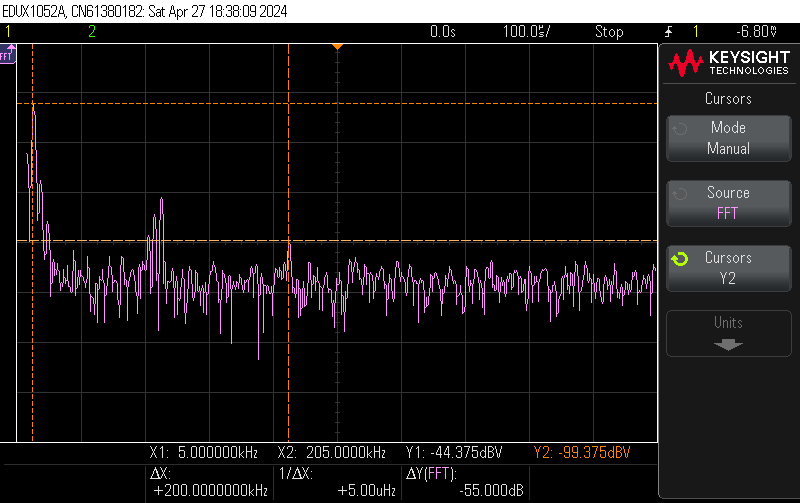 EDUX1052A, CN61380182: Sat Apr 27 18:38:09 2024
1 2 0.0s 100.0s/ Stop 1 -6.80V
FFT
KEYSIGHT
TECHNOLOGIES
Cursors
Mode
Manual
Source
FFT
Cursors
Y2
Units
X1: 5.000000kHz X2: 205.0000kHz Y1: -44.375dBV Y2: -99.375dBV
ΔX: 1/ΔX: ΔY(FFT):
+200.0000000kHz +5.00uHz -55.000dB